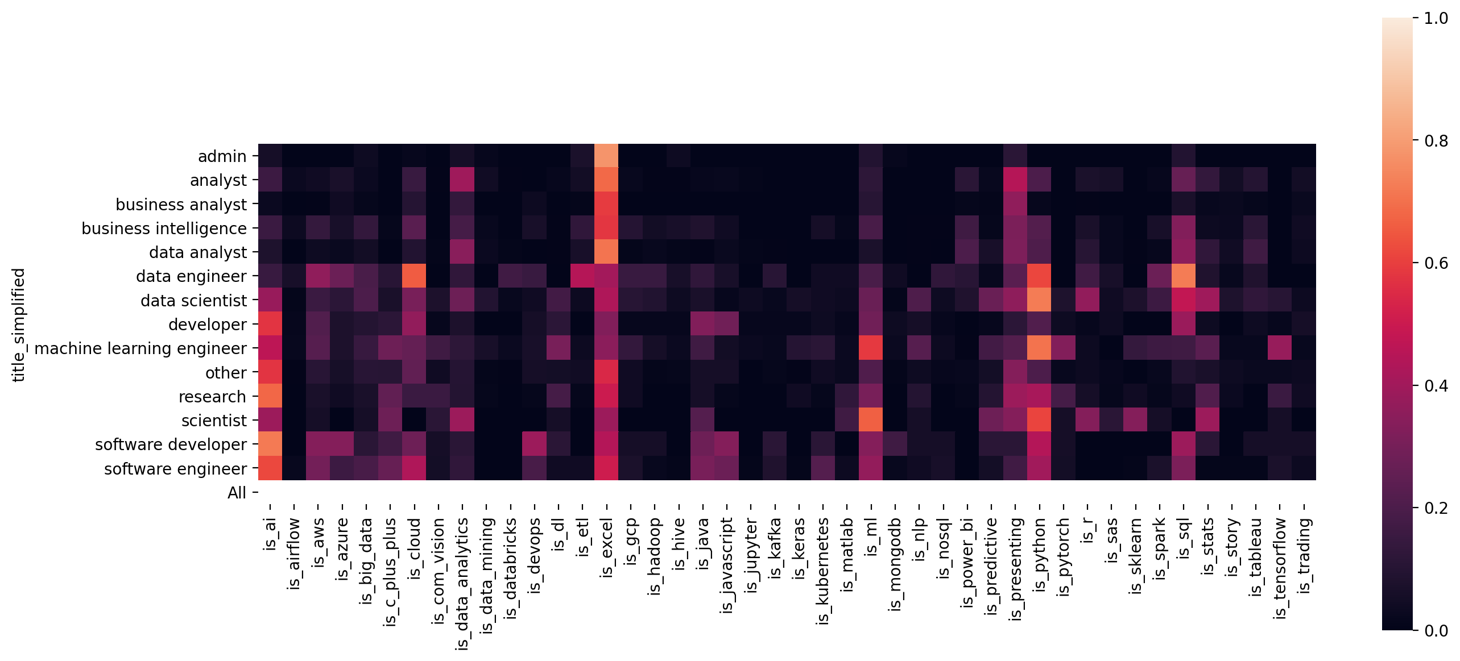 1.0
0.8
0.6
0.4
0.2
0.0
title_simplified
admin
analyst
business analyst
business intelligence
data analyst
data engineer
data scientist
developer
machine learning engineer
other
research
scientist
software developer
software engineer
All
is_ai
is_airflow
is_aws
is_azure
is_big_data
is_c_plus_plus
is_cloud
is_com_vision
is_data_analytics
is_data_mining
is_databricks
is_devops
is_dl
is_etl
is_excel
is_gcp
is_hadoop
is_hive
is_java
is_javascript
is_jupyter
is_kafka
is_keras
is_kubernetes
is_matlab
is_ml
is_mongodb
is_nlp
is_nosql
is_power_bi
is_predictive
is_presenting
is_python
is_pytorch
is_r
is_sas
is_sklearn
is_spark
is_sql
is_stats
is_story
is_tableau
is_tensorflow
is_trading